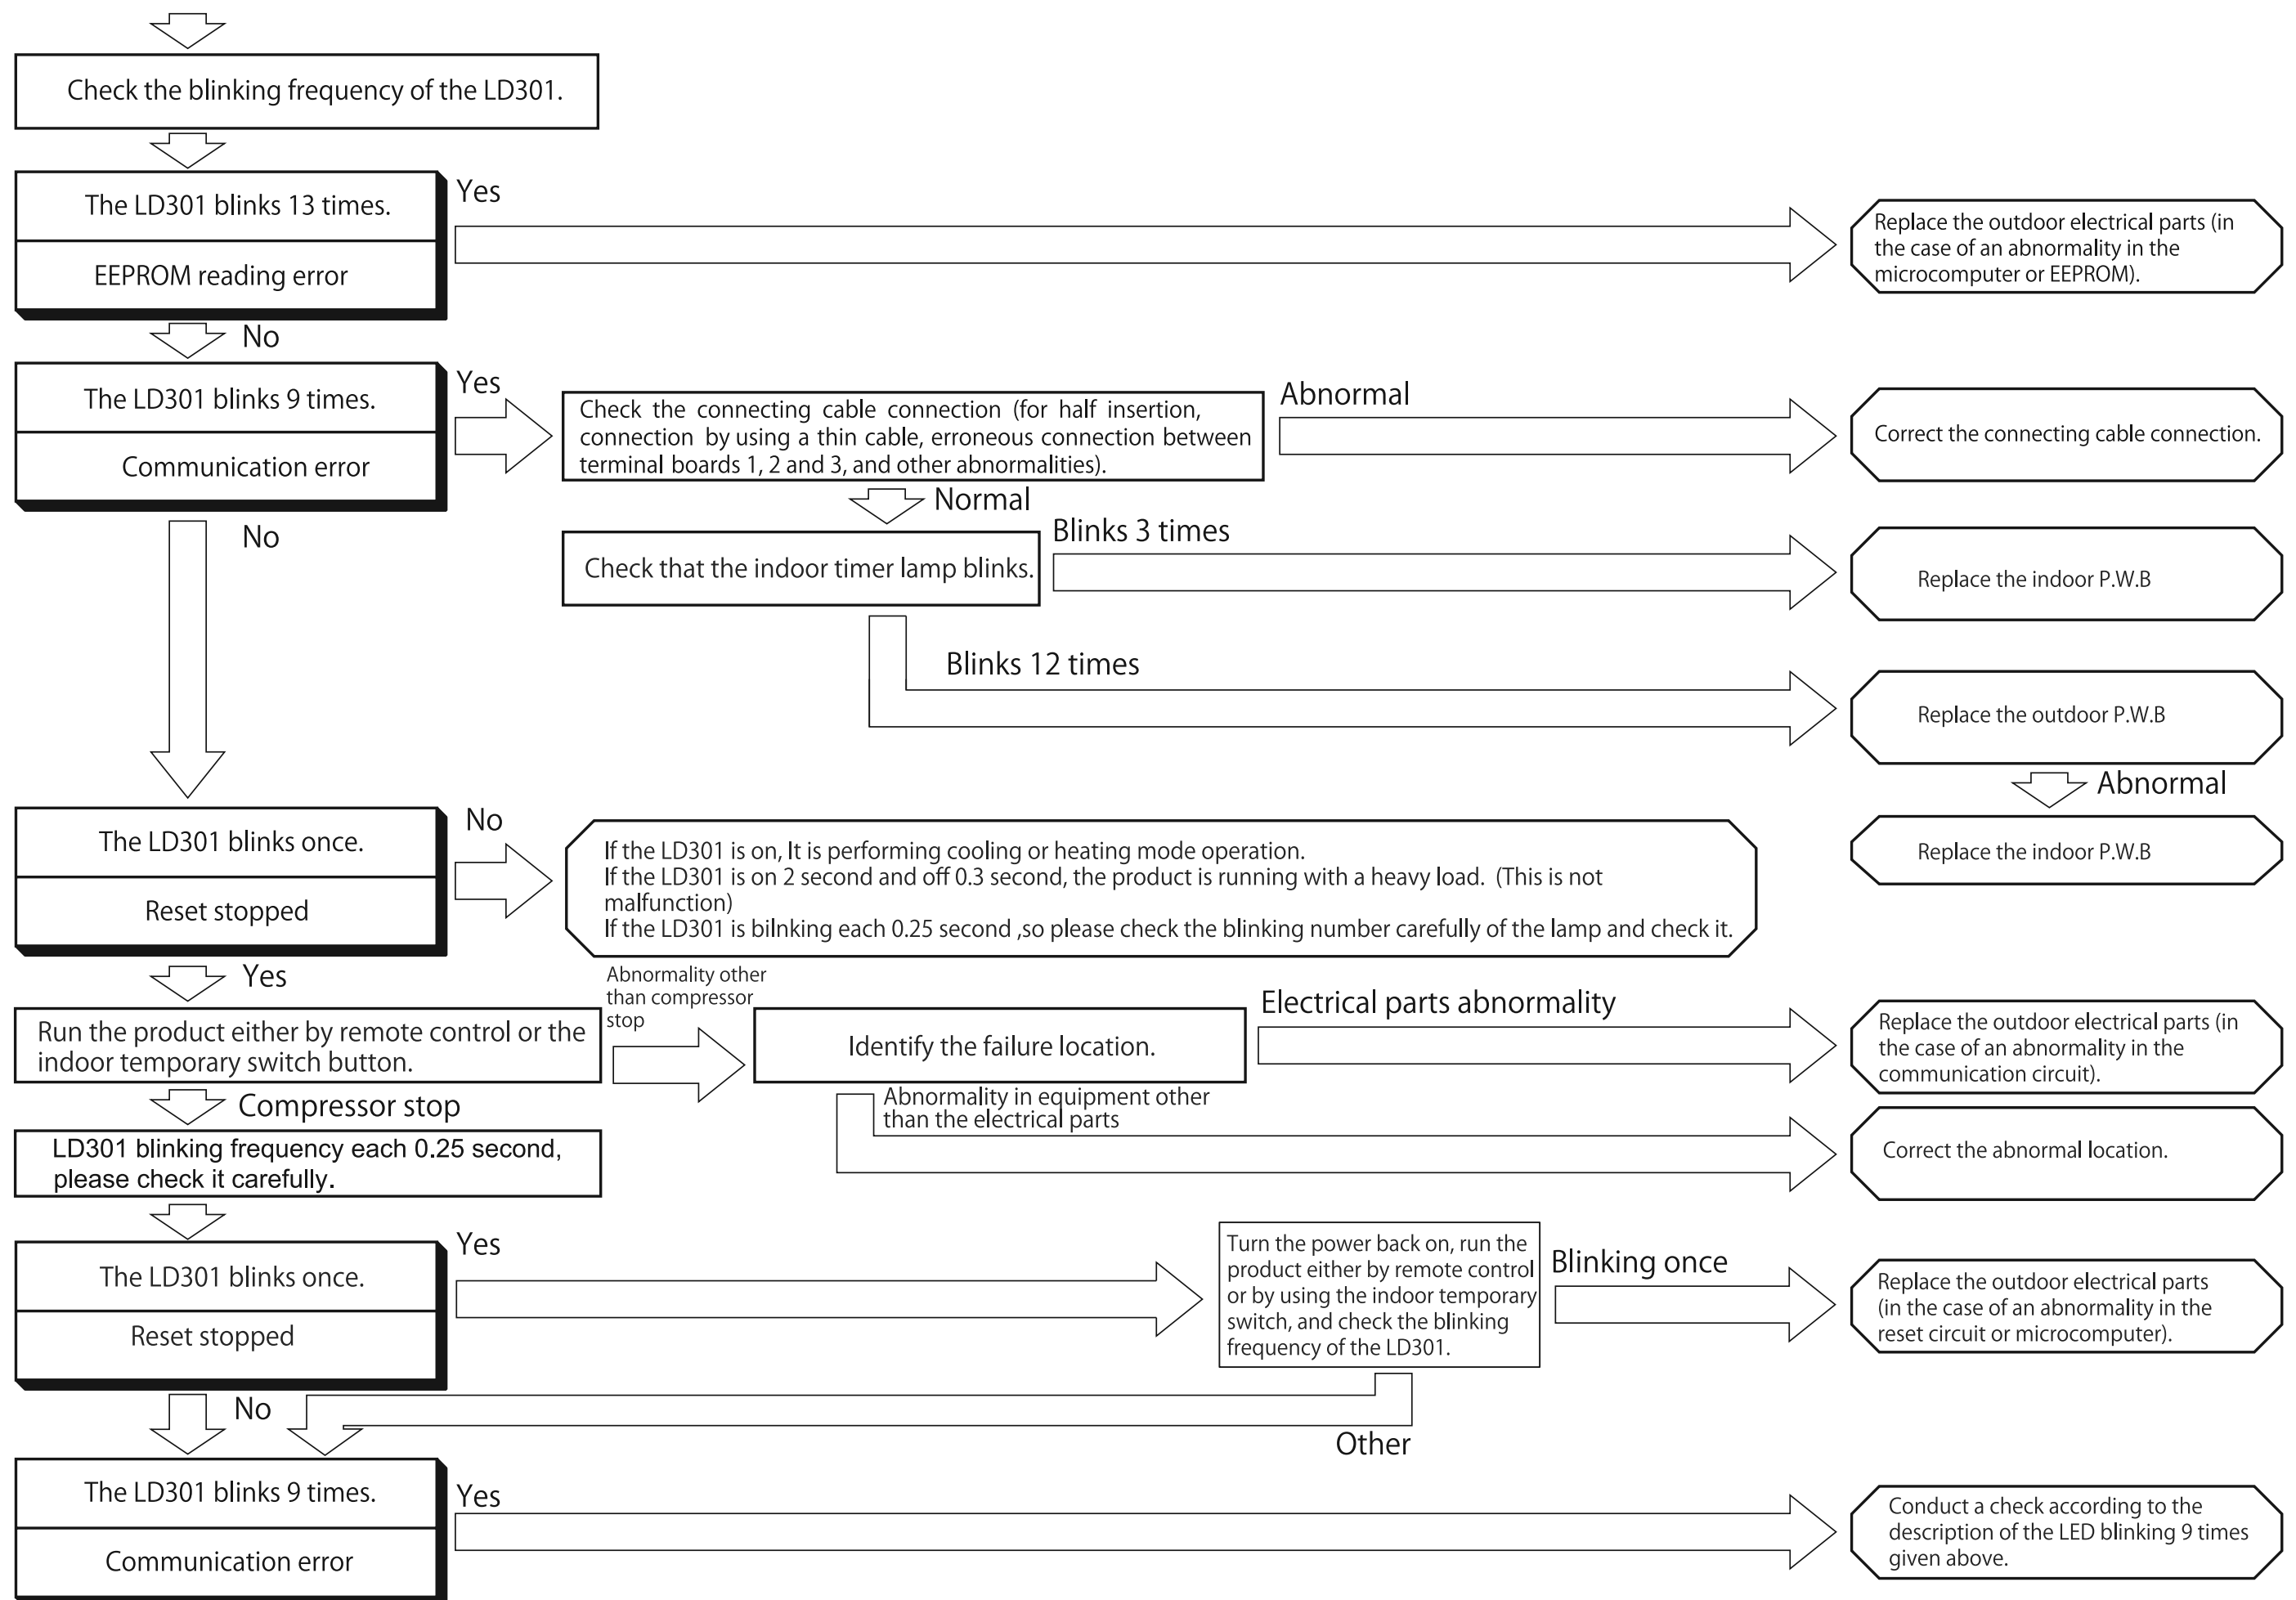 Check the blinking frequency of the LD301.
The LD301 blinks 13 times.
EEPROM reading error
Yes
Replace the outdoor electrical parts (in
the case of an abnormality in the
microcomputer or EEPROM).
No
The LD301 blinks 9 times.
Communication error
Yes
Check the connecting cable connection (for half insertion,
connection by using a thin cable, erroneous connection between
terminal boards 1, 2 and 3, and other abnormalities).
Abnormal
Correct the connecting cable connection.
Normal
Check that the indoor timer lamp blinks.
Blinks 3 times
Replace the indoor P.W.B
Blinks 12 times
Replace the outdoor P.W.B
Abnormal
Replace the indoor P.W.B
No
The LD301 blinks once.
Reset stopped
No
If the LD301 is on, It is performing cooling or heating mode operation.
If the LD301 is on 2 second and off 0.3 second, the product is running with a heavy load. (This is not
malfunction)
If the LD301 is bilnking each 0.25 second ,so please check the blinking number carefully of the lamp and check it.
Yes
Run the product either by remote control or the
indoor temporary switch button.
Abnormality other
than compressor
stop
Identify the failure location.
Electrical parts abnormality
Replace the outdoor electrical parts (in
the case of an abnormality in the
communication circuit).
Abnormality in equipment other
than the electrical parts
Correct the abnormal location.
Compressor stop
LD301 blinking frequency each 0.25 second,
please check it carefully.
The LD301 blinks once.
Reset stopped
Yes
Turn the power back on, run the
product either by remote control
or by using the indoor temporary
switch, and check the blinking
frequency of the LD301.
Blinking once
Replace the outdoor electrical parts
(in the case of an abnormality in the
reset circuit or microcomputer).
No
Other
The LD301 blinks 9 times.
Communication error
Yes
Conduct a check according to the
description of the LED blinking 9 times
given above.